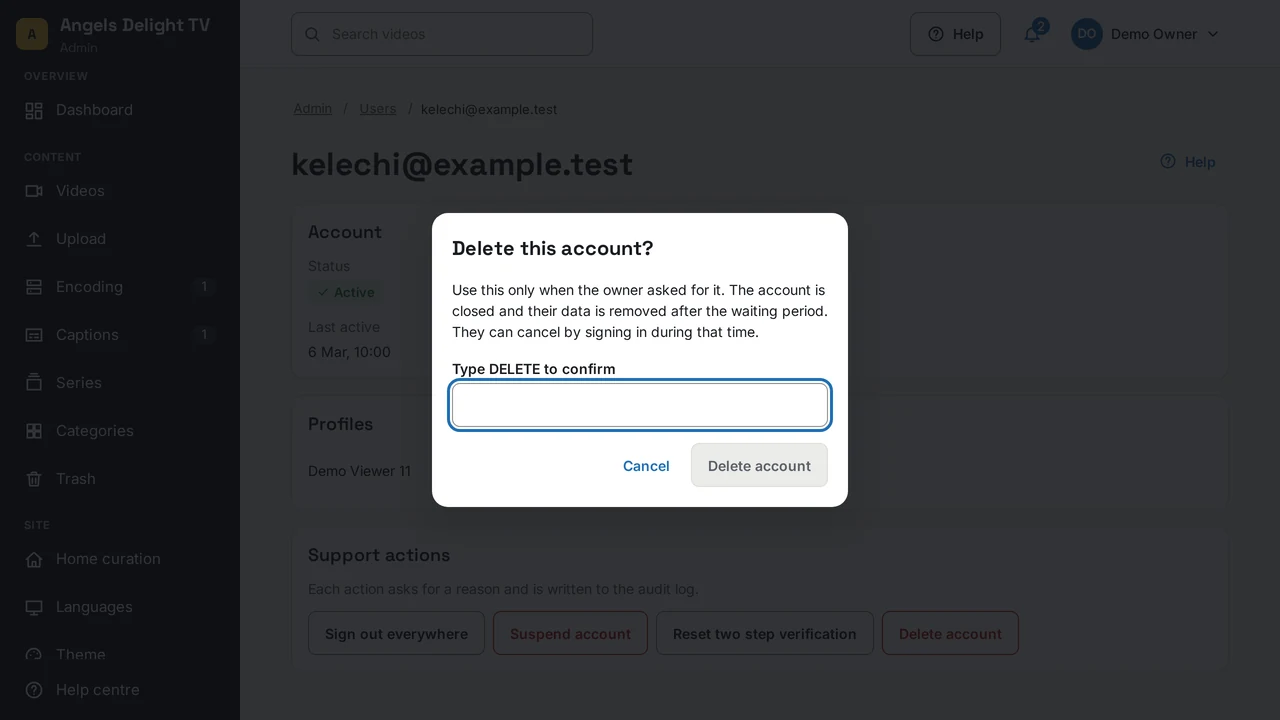 A
Angels Delight TV
Admin
OVERVIEW
Dashboard
CONTENT
Videos
Upload
Encoding 1
Captions 1
Series
Categories
Trash
SITE
Home curation
Languages
Theme
Help centre
Search videos
Help
2
DO
Demo Owner
Admin / Users / kelechi@example.test
kelechi@example.test
Help
Account
Status
Active
Last active
6 Mar, 10:00
Profiles
Demo Viewer 11
Delete this account?
Use this only when the owner asked for it. The account is
closed and their data is removed after the waiting period.
They can cancel by signing in during that time.
Type DELETE to confirm
Cancel
Delete account
Support actions
Each action asks for a reason and is written to the audit log.
Sign out everywhere
Suspend account
Reset two step verification
Delete account